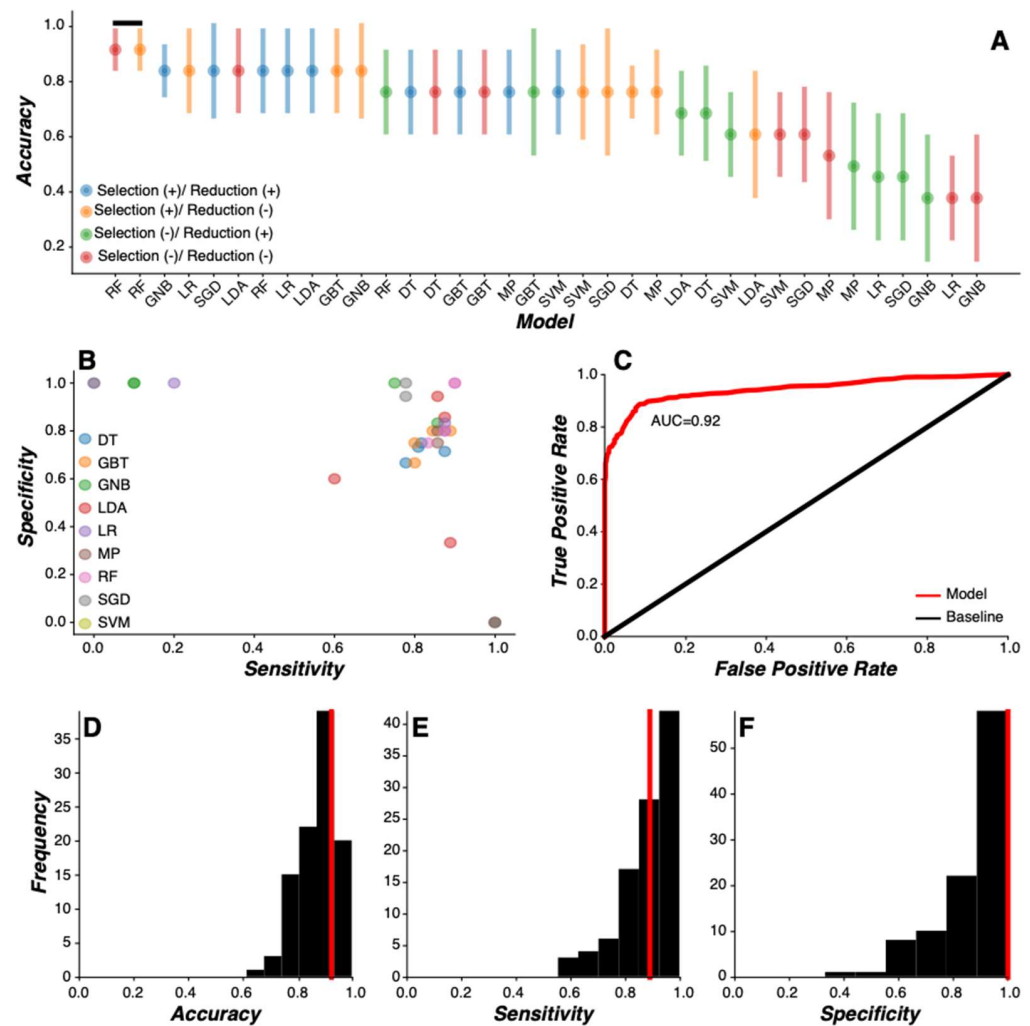 A
Accuracy
1.0
0.8
0.6
0.4
0.2
Selection (+)/ Reduction (+)
Selection (+)/ Reduction (-)
Selection (-)/ Reduction (+)
Selection (-)/ Reduction (-)
RF RF GNB LR SGD LDA RF LR LDA GBT GNB RF DT DT GBT GBT MP GBT SVM SVM SGD DT MP LDA DT SVM LDA SVM SGD MP MP LR SGD GNB LR GNB
Model
B
Specificity
1.0
0.8
0.6
0.4
0.2
0.0
DT
GBT
GNB
LDA
LR
MP
RF
SGD
SVM
0.0 0.2 0.4 0.6 0.8 1.0
Sensitivity
C
True Positive Rate
1.0
0.8
0.6
0.4
0.2
0.0
AUC=0.92
Model
Baseline
0.2 0.4 0.6 0.8 1.0
False Positive Rate
D
Frequency
35
30
25
20
15
10
5
0
0.0 0.2 0.4 0.6 0.8 1.0
Accuracy
E
40
35
30
25
20
15
10
5
0
0.0 0.2 0.4 0.6 0.8 1.0
Sensitivity
F
50
40
30
20
10
0
0.0 0.2 0.4 0.6 0.8 1.0
Specificity